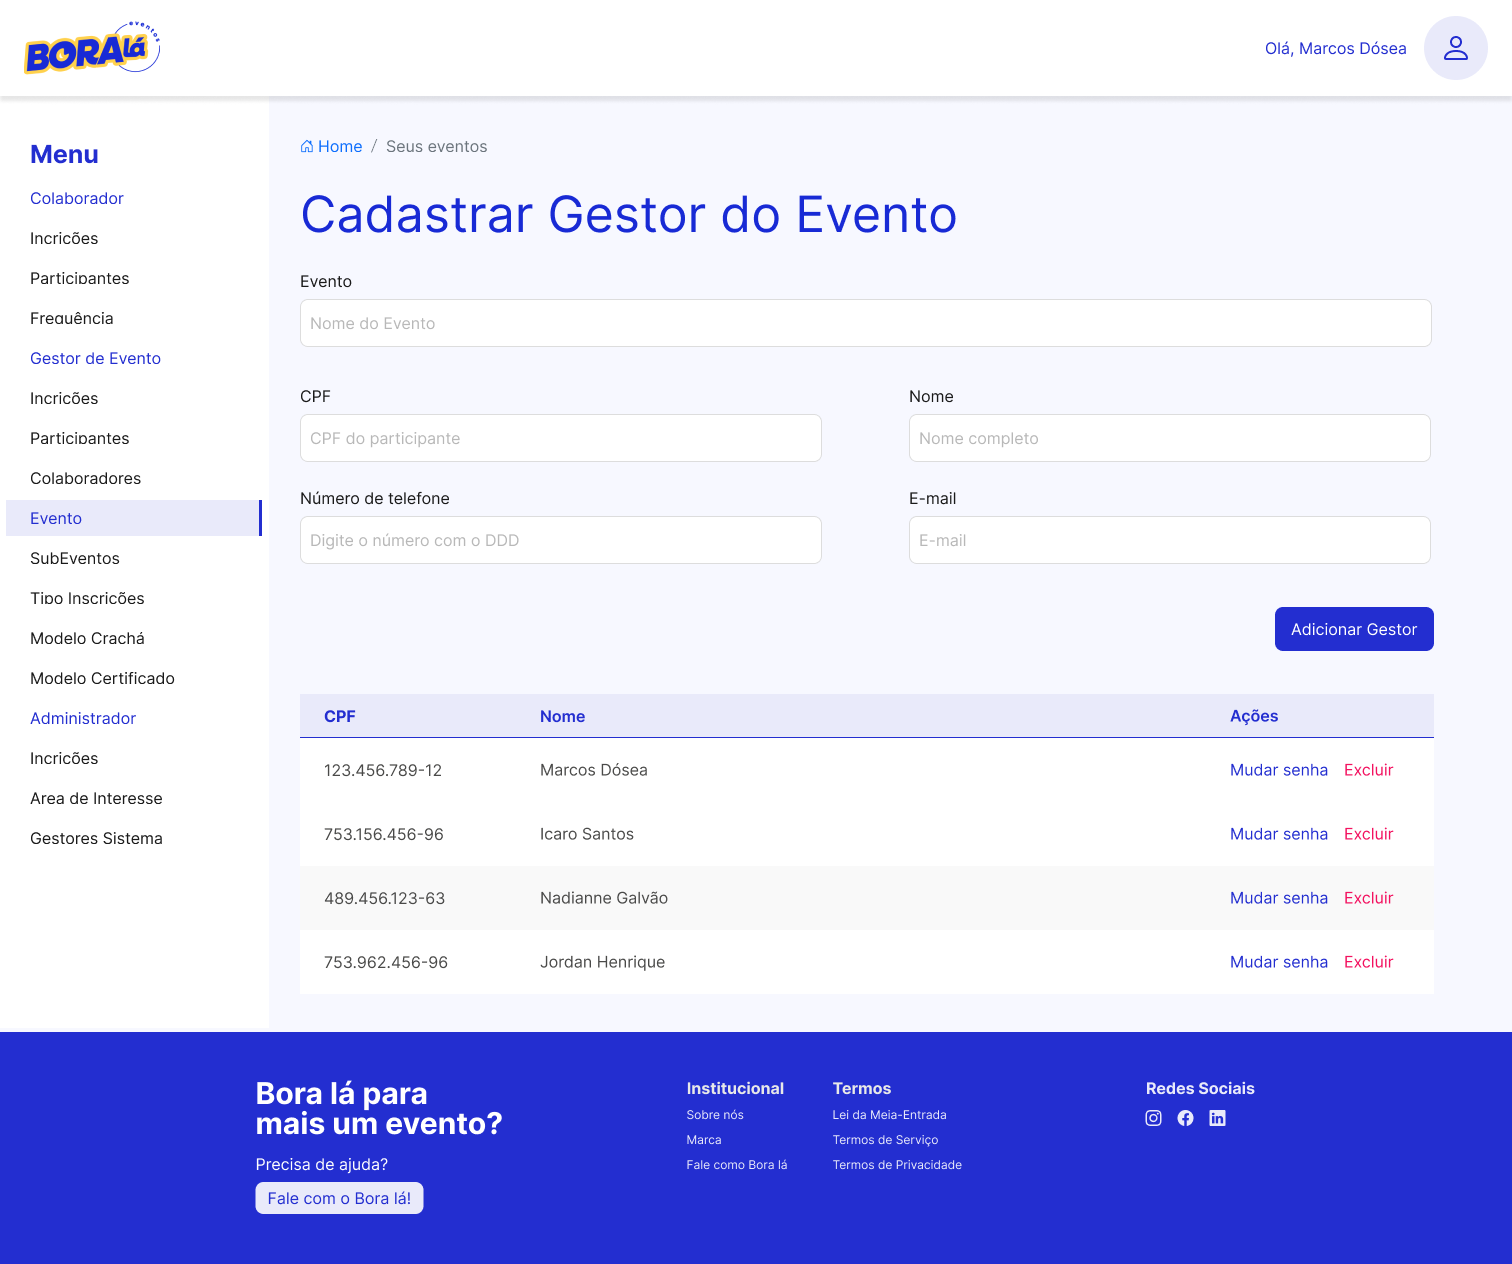 BORA lá eventos
Olá, Marcos Dósea
Menu
Colaborador
Incrições
Participantes
Frequência
Gestor de Evento
Incrições
Participantes
Colaboradores
Evento
SubEventos
Tipo Inscrições
Modelo Crachá
Modelo Certificado
Administrador
Incrições
Area de Interesse
Gestores Sistema
Home / Seus eventos
Cadastrar Gestor do Evento
Evento
Nome do Evento
CPF
CPF do participante
Nome
Nome completo
Número de telefone
Digite o número com o DDD
E-mail
E-mail
Adicionar Gestor
CPF Nome Ações
123.456.789-12 Marcos Dósea Mudar senha Excluir
753.156.456-96 Icaro Santos Mudar senha Excluir
489.456.123-63 Nadianne Galvão Mudar senha Excluir
753.962.456-96 Jordan Henrique Mudar senha Excluir
Bora lá para
mais um evento?
Precisa de ajuda?
Fale com o Bora lá!
Institucional
Sobre nós
Marca
Fale como Bora lá
Termos
Lei da Meia-Entrada
Termos de Serviço
Termos de Privacidade
Redes Sociais